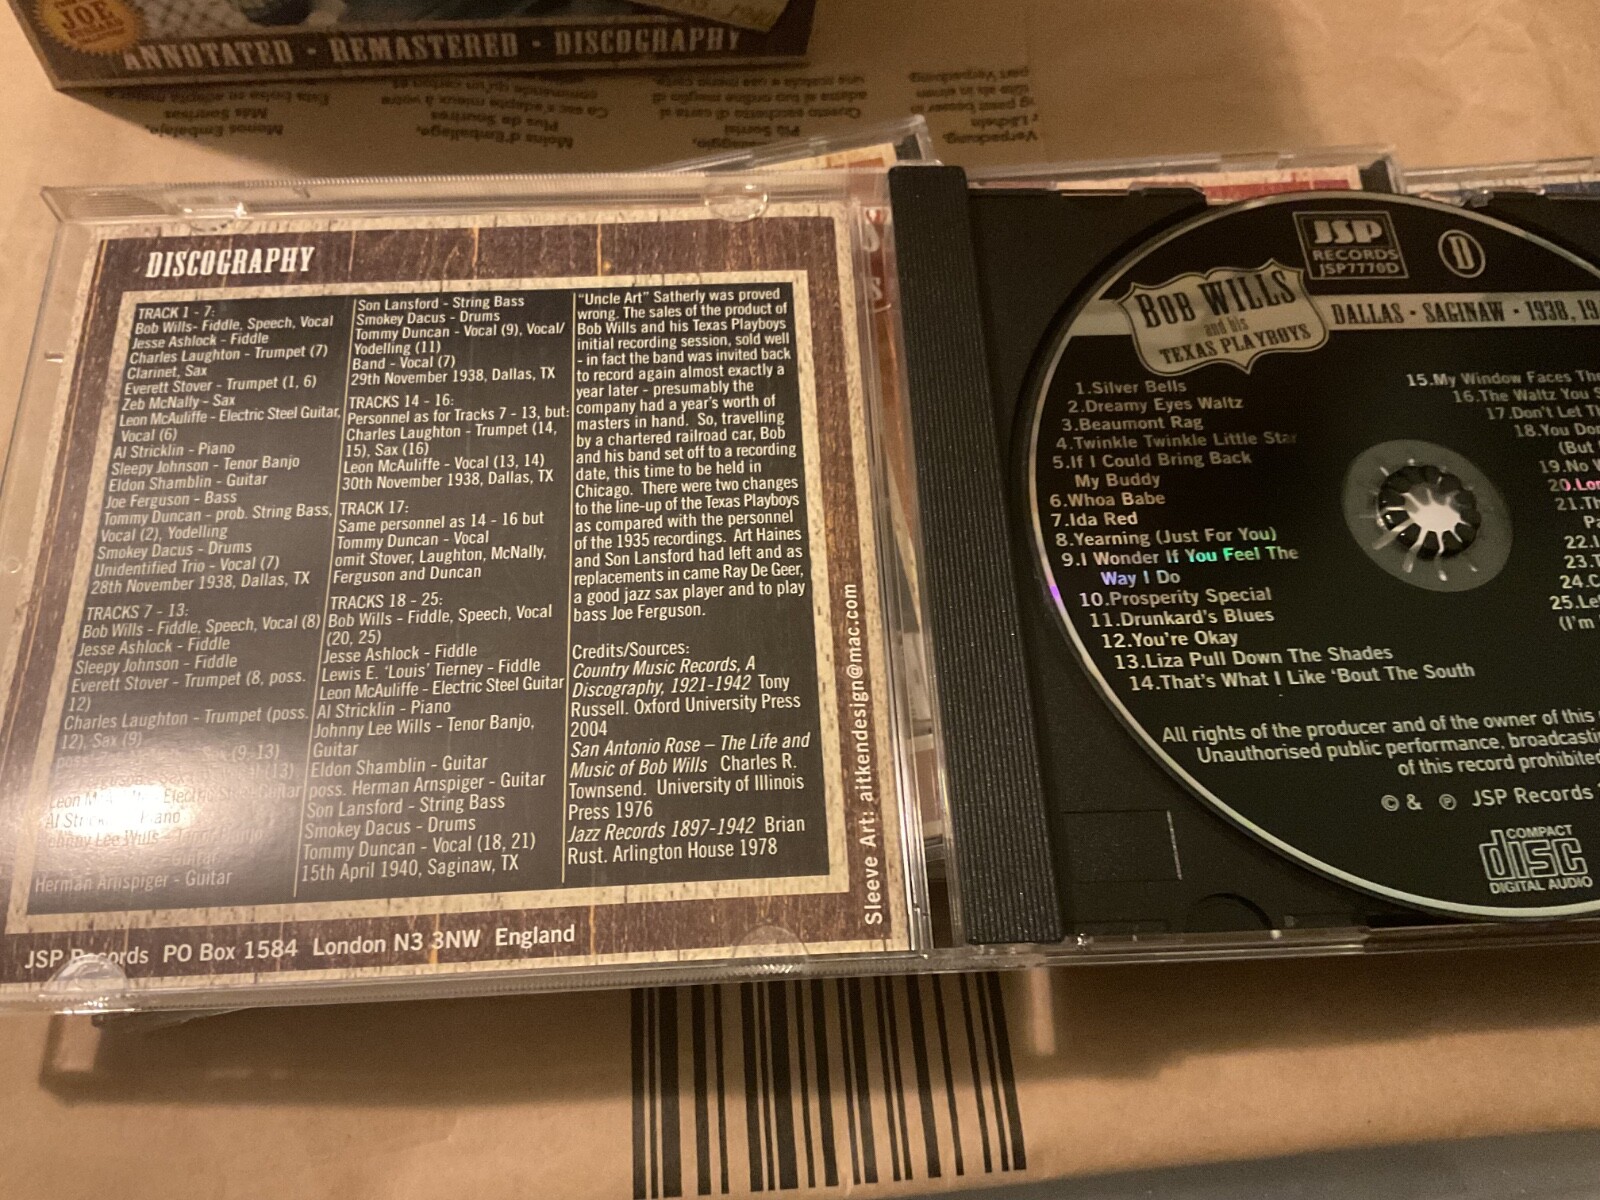 JOE
ANNOTATED · REMASTERED · DISCOGRAPHY
DISCOGRAPHY
TRACK 1 - 7:
Bob Wills- Fiddle, Speech, Vocal
Jesse Ashlock - Fiddle
Charles Laughton - Trumpet (7)
Clarinet, Sax
Everett Stover - Trumpet (1, 6)
Zeb McNally - Sax
Leon McAuliffe - Electric Steel Guitar,
Vocal (6)
Al Stricklin - Piano
Sleepy Johnson - Tenor Banjo
Eldon Shamblin - Guitar
Joe Ferguson - Bass
Tommy Duncan - prob. String Bass,
Vocal (2), Yodelling
Smokey Dacus - Drums
Unidentified Trio - Vocal (7)
28th November 1938, Dallas, TX
TRACKS 7 - 13:
Bob Wills - Fiddle, Speech, Vocal (8)
Jesse Ashlock - Fiddle
Sleepy Johnson - Fiddle
Everett Stover - Trumpet (8, poss.
12)
Charles Laughton - Trumpet (poss.
12), Sax (9)
(9, 13)
(13)
Leon Guitar
Al
Johnny Lee Wills - Tenor Banjo
- Guitar
Herman Arnspiger - Guitar
Son Lansford - String Bass
Smokey Dacus - Drums
Tommy Duncan - Vocal (9), Vocal/
Yodelling (11)
Band - Vocal (7)
29th November 1938, Dallas, TX
TRACKS 14 - 16:
Personnel as for Tracks 7 - 13, but:
Charles Laughton - Trumpet (14,
15), Sax (16)
Leon McAuliffe - Vocal (13, 14)
30th November 1938, Dallas, TX
TRACK 17:
Same personnel as 14 - 16 but
Tommy Duncan - Vocal
omit Stover, Laughton, McNally,
Ferguson and Duncan
TRACKS 18 - 25:
Bob Wills - Fiddle, Speech, Vocal
(20, 25)
Jesse Ashlock - Fiddle
Lewis E. 'Louis' Tierney - Fiddle
Leon McAuliffe - Electric Steel Guitar
Al Stricklin - Piano
Johnny Lee Wills - Tenor Banjo,
Guitar
Eldon Shamblin - Guitar
poss. Herman Arnspiger - Guitar
Son Lansford - String Bass
Smokey Dacus - Drums
Tommy Duncan - Vocal (18, 21)
15th April 1940, Saginaw, TX
"Uncle Art" Satherly was proved
wrong. The sales of the product of
Bob Wills and his Texas Playboys
initial recording session, sold well
- in fact the band was invited back
to record again almost exactly a
year later - presumably the
company had a year's worth of
masters in hand. So, travelling
by a chartered railroad car, Bob
and his band set off to a recording
date, this time to be held in
Chicago. There were two changes
to the line-up of the Texas Playboys
as compared with the personnel
of the 1935 recordings. Art Haines
and Son Lansford had left and as
replacements in came Ray De Geer,
a good jazz sax player and to play
bass Joe Ferguson.
Credits/Sources:
Country Music Records, A
Discography, 1921-1942 Tony
Russell. Oxford University Press
2004
San Antonio Rose – The Life and
Music of Bob Wills Charles R.
Townsend. University of Illinois
Press 1976
Jazz Records 1897-1942 Brian
Rust. Arlington House 1978
Sleeve Art: aitkendesign@mac.com
JSP Records PO Box 1584 London N3 3NW England
JSP
RECORDS
JSP7770D
D
BOB WILLS
and his
TEXAS PLAYBOYS
DALLAS · SAGINAW · 1938, 19
1.Silver Bells
2.Dreamy Eyes Waltz
3.Beaumont Rag
4.Twinkle Twinkle Little Star
5.If I Could Bring Back
My Buddy
6.Whoa Babe
7.Ida Red
8.Yearning (Just For You)
9.I Wonder If You Feel The
Way I Do
10.Prosperity Special
11.Drunkard's Blues
12.You're Okay
13.Liza Pull Down The Shades
14.That's What I Like 'Bout The South
15.My Window Faces The
16.The Waltz You
17.Don't Let
18.You Don
(But
19.No
20.
21.
22.I
23.
24.
25.Le
(I'm
All rights of the producer and of the owner of this
Unauthorised public performance, broadcasting
of this record prohibited
© & ℗ JSP Records
COMPACT
disc
DIGITAL AUDIO